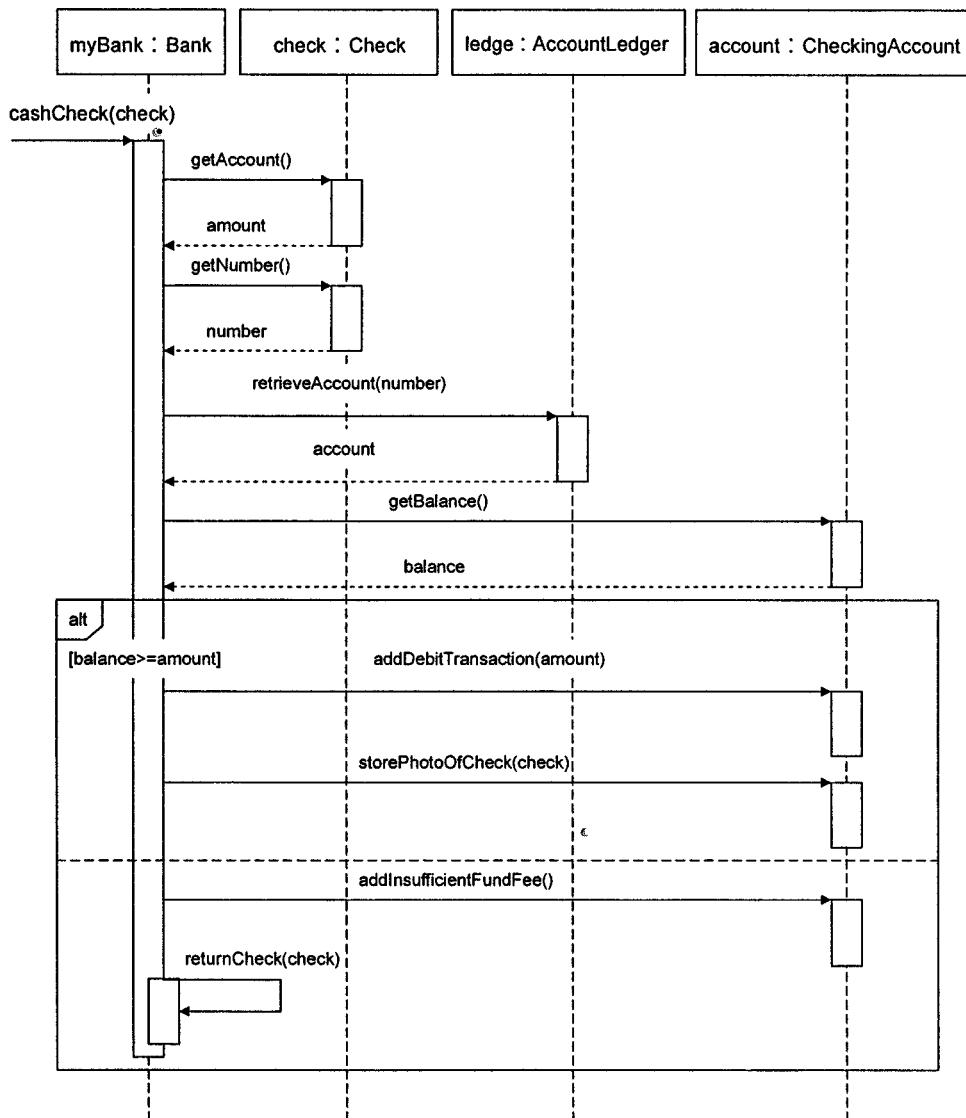 myBank：Bank
check：Check
ledge：AccountLedger
account：CheckingAccount
cashCheck(check)
getAccount()
amount
getNumber()
number
retrieveAccount(number)
account
getBalance()
balance
alt
[balance>=amount]
addDebitTransaction(amount)
storePhotoOfCheck(check)
addInsufficientFundFee()
returnCheck(check)